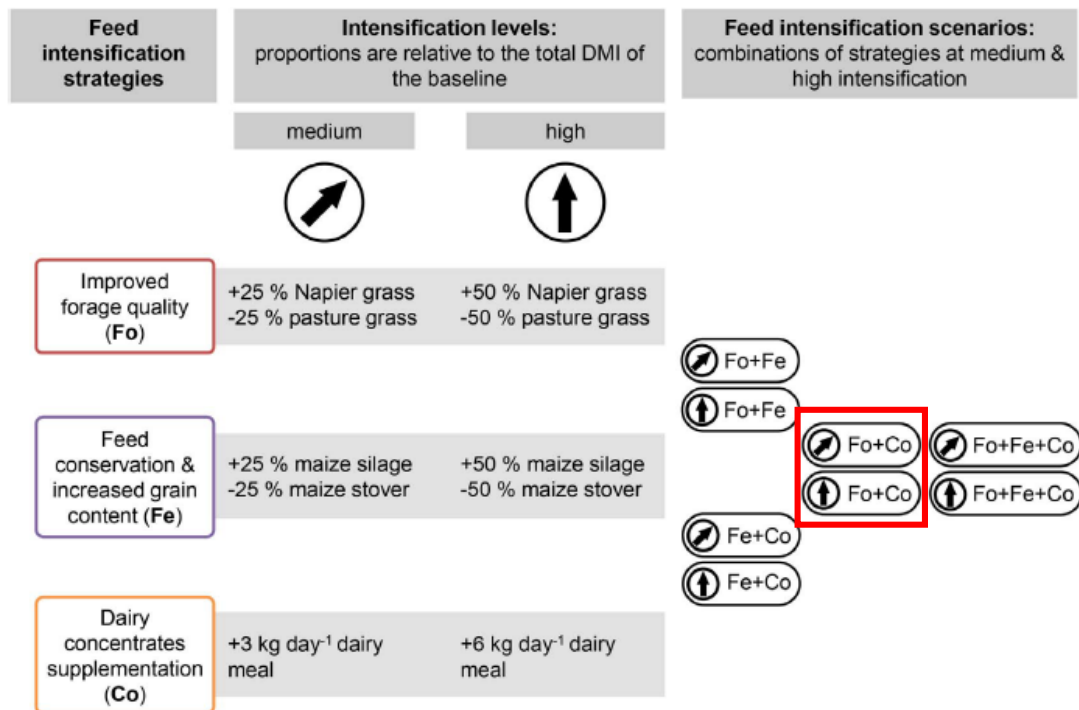 Feed
intensification
strategies
Intensification levels:
proportions are relative to the total DMI of
the baseline
Feed intensification scenarios:
combinations of strategies at medium &
high intensification
medium
high
Improved
forage quality
(Fo)
+25 % Napier grass
-25 % pasture grass
+50 % Napier grass
-50 % pasture grass
Fo+Fe
Fo+Fe
Feed
conservation &
increased grain
content (Fe)
+25 % maize silage
-25 % maize stover
+50 % maize silage
-50 % maize stover
Fo+Co
Fo+Fe+Co
Fo+Co
Fo+Fe+Co
Fe+Co
Fe+Co
Dairy
concentrates
supplementation
(Co)
+3 kg day⁻¹ dairy
meal
+6 kg day⁻¹ dairy
meal